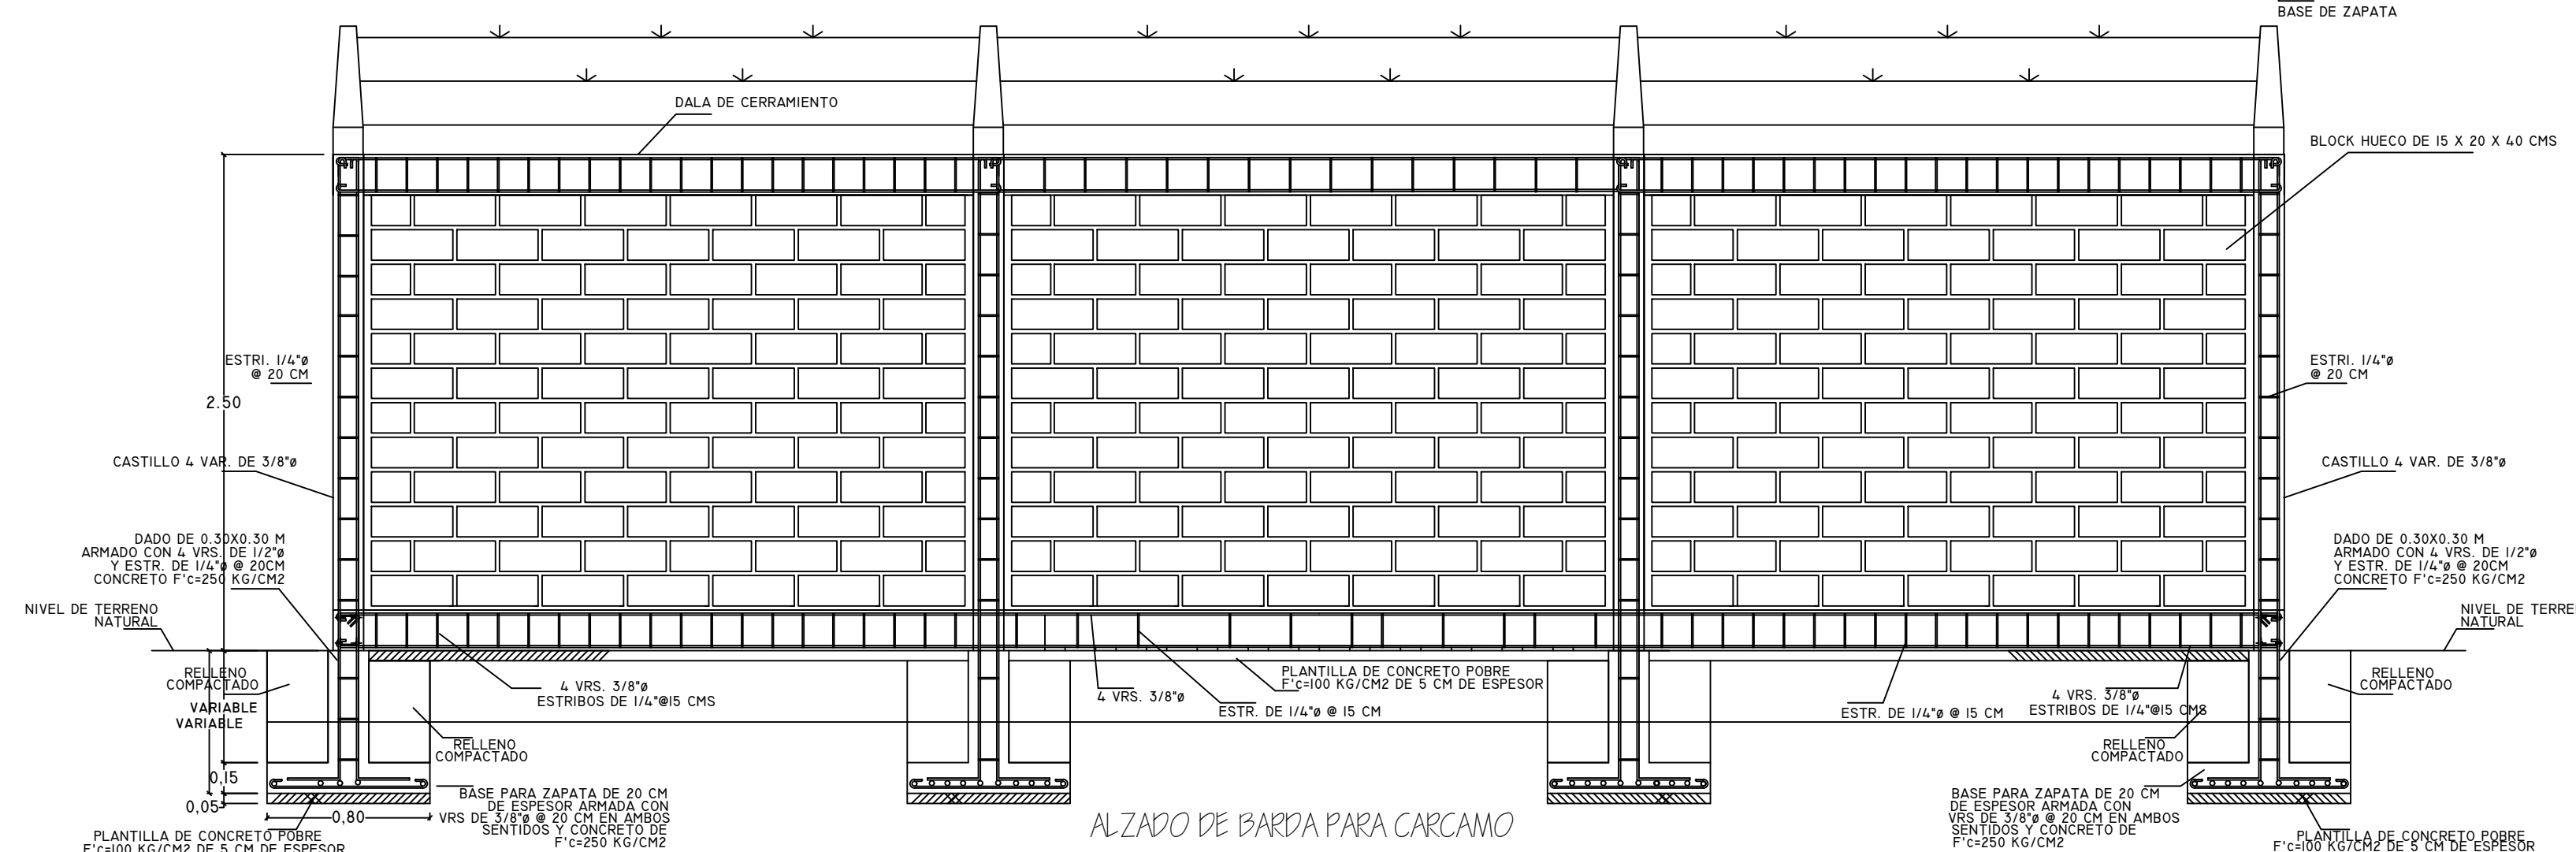 BASE DE ZAPATA
DALA DE CERRAMIENTO
BLOCK HUECO DE 15 X 20 X 40 CMS
ESTRI. 1/4"ø
@ 20 CM
2.50
ESTRI. 1/4"ø
@ 20 CM
CASTILLO 4 VAR. DE 3/8"ø
CASTILLO 4 VAR. DE 3/8"ø
DADO DE 0.30X0.30 M
ARMADO CON 4 VRS. DE 1/2"ø
Y ESTR. DE 1/4"ø @ 20CM
CONCRETO F'c=250 KG/CM2
DADO DE 0.30X0.30 M
ARMADO CON 4 VRS. DE 1/2"ø
Y ESTR. DE 1/4"ø @ 20CM
CONCRETO F'c=250 KG/CM2
NIVEL DE TERRENO
NATURAL
NIVEL DE TERRE
NATURAL
RELLENO
COMPACTADO
VARIABLE
VARIABLE
4 VRS. 3/8"ø
ESTRIBOS DE 1/4"@15 CMS
4 VRS. 3/8"ø
PLANTILLA DE CONCRETO POBRE
F'c=100 KG/CM2 DE 5 CM DE ESPESOR
ESTR. DE 1/4"ø @ 15 CM
ESTR. DE 1/4"ø @ 15 CM
4 VRS. 3/8"ø
ESTRIBOS DE 1/4"@15 CMS
RELLENO
COMPACTADO
RELLENO
COMPACTADO
RELLENO
COMPACTADO
0,15
0,05
0,80
BASE PARA ZAPATA DE 20 CM
DE ESPESOR ARMADA CON
VRS DE 3/8"ø @ 20 CM EN AMBOS
SENTIDOS Y CONCRETO DE
F'c=250 KG/CM2
PLANTILLA DE CONCRETO POBRE
F'c=100 KG/CM2 DE 5 CM DE ESPESOR
ALZADO DE BARDA PARA CARCAMO
BASE PARA ZAPATA DE 20 CM
DE ESPESOR ARMADA CON
VRS DE 3/8"ø @ 20 CM EN AMBOS
SENTIDOS Y CONCRETO DE
F'c=250 KG/CM2
PLANTILLA DE CONCRETO POBRE
F'c=100 KG/CM2 DE 5 CM DE ESPESOR